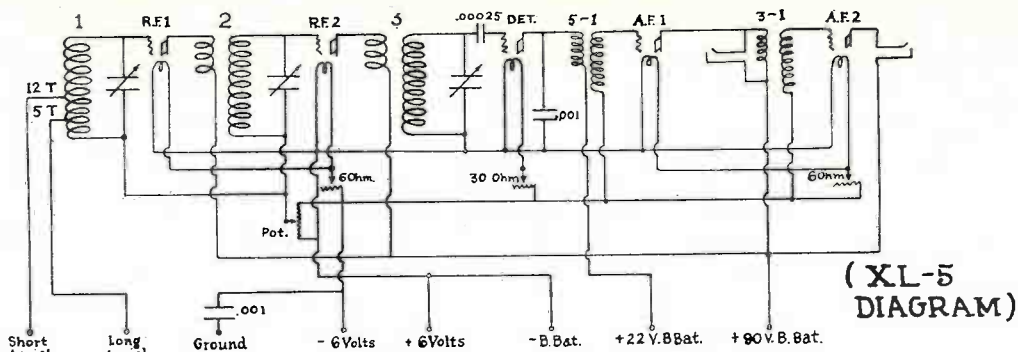 1 R.F.1 2 R.F.2 3 .00025 DET. 5-1 A.F.1 3-1 A.F.2
12 T
5 T
.001
6 Ohm.
30 Ohm
6 Ohm
Pot.
(XL-5
DIAGRAM)
.001
Short
Long
Ground
- 6 Volts
+ 6 Volts
- B. Bat.
+22 V. B Bat.
+90 V. B. Bat.